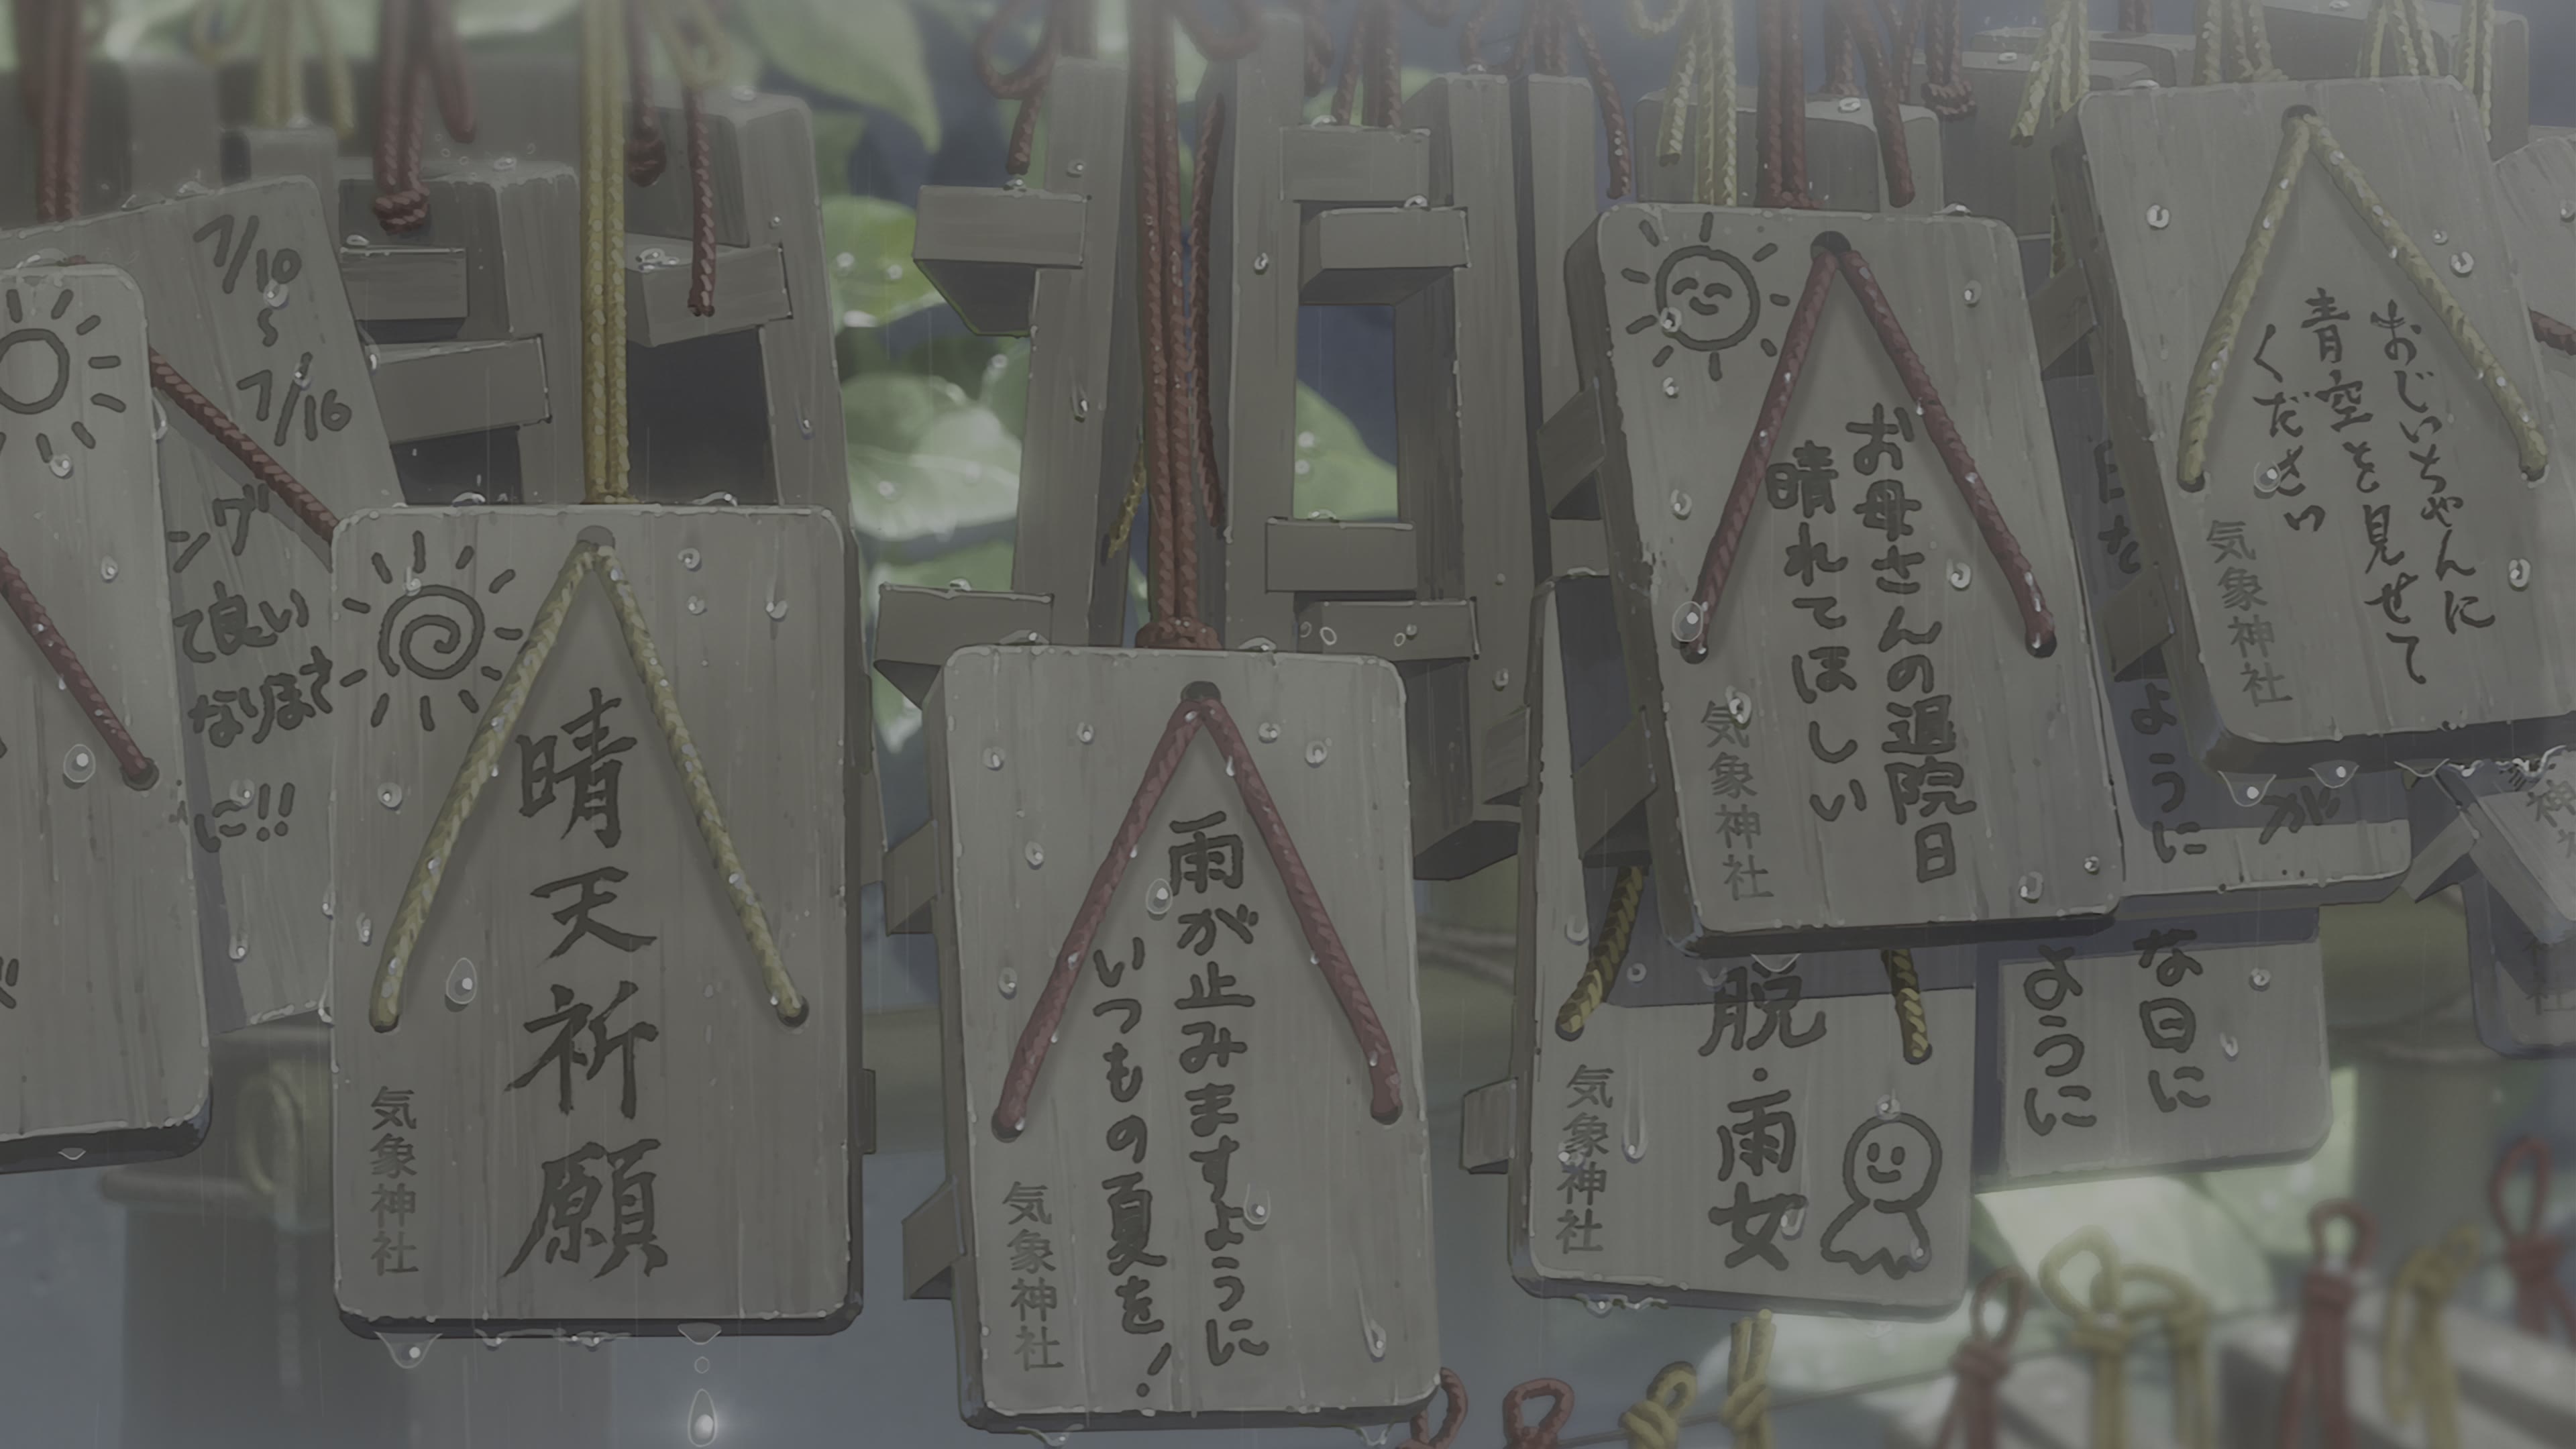 7/10
〜
7/16
ング
て良い
なりまさ
に!!
晴天祈願
気象神社
雨が止みますように
いつもの夏を！
気象神社
お母さんの退院日
晴れてほしい
気象神社
脱・雨女
気象神社
な日に
ように
ように
が
おじいちゃんに
青空を見せて
ください
気象神社